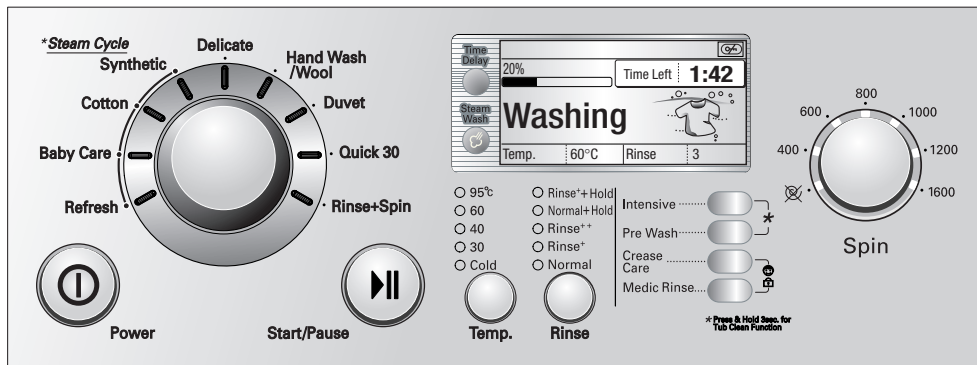 *Steam Cycle
Synthetic
Delicate
Hand Wash
/Wool
Cotton
Duvet
Baby Care
Quick 30
Refresh
Rinse+Spin
Power
Start/Pause
Time
Delay
Steam
Wash
20%
Time Left 1:42
Washing
Temp. 60°C Rinse 3
95℃
60
40
30
Cold
Temp.
Rinse⁺+Hold
Normal+Hold
Rinse⁺⁺
Rinse⁺
Normal
Rinse
Intensive
*
Pre Wash
Crease
Care
Medic Rinse
*Press & Hold 3sec. for
Tub Clean Function
400
600
800
1000
1200
1600
Spin